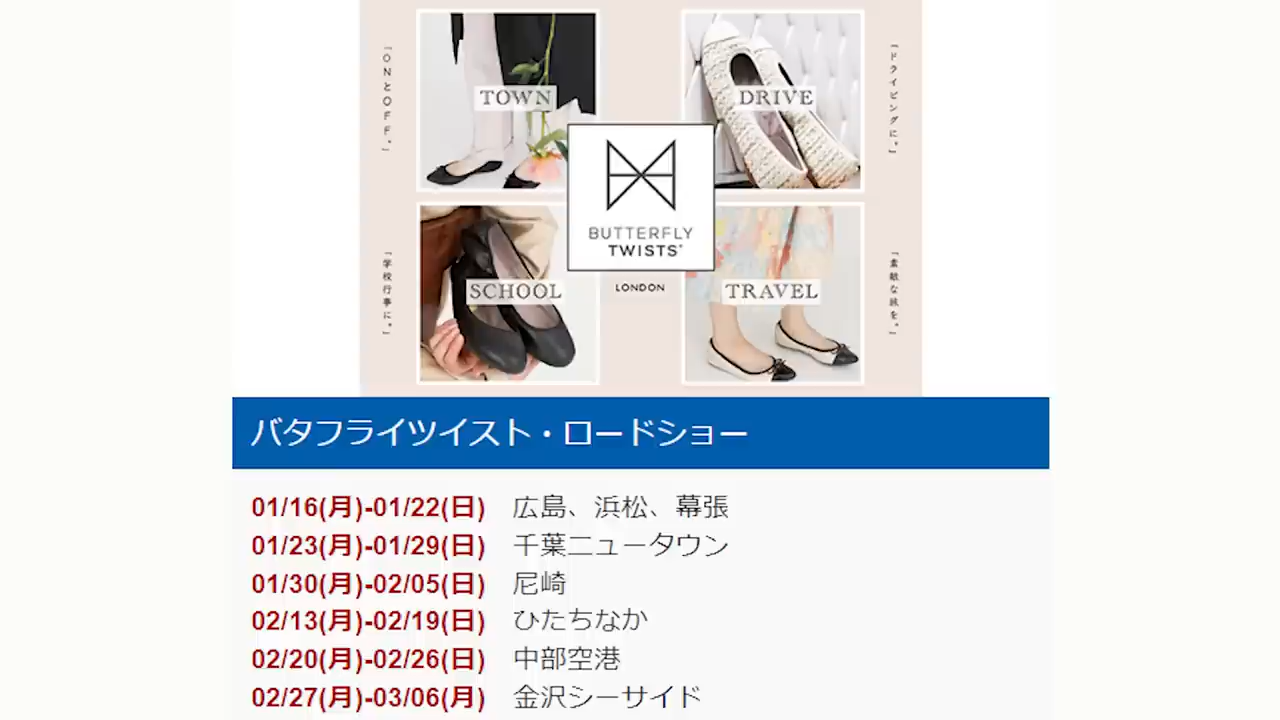 「ONとOFF。」
TOWN
DRIVE
「ドライビングに。」
BUTTERFLY
TWISTS®
LONDON
「学校行事に。」
SCHOOL
TRAVEL
「素敵な旅を。」
バタフライツイスト・ロードショー
01/16(月)-01/22(日) 広島、浜松、幕張
01/23(月)-01/29(日) 千葉ニュータウン
01/30(月)-02/05(日) 尼崎
02/13(月)-02/19(日) ひたちなか
02/20(月)-02/26(日) 中部空港
02/27(月)-03/06(月) 金沢シーサイド